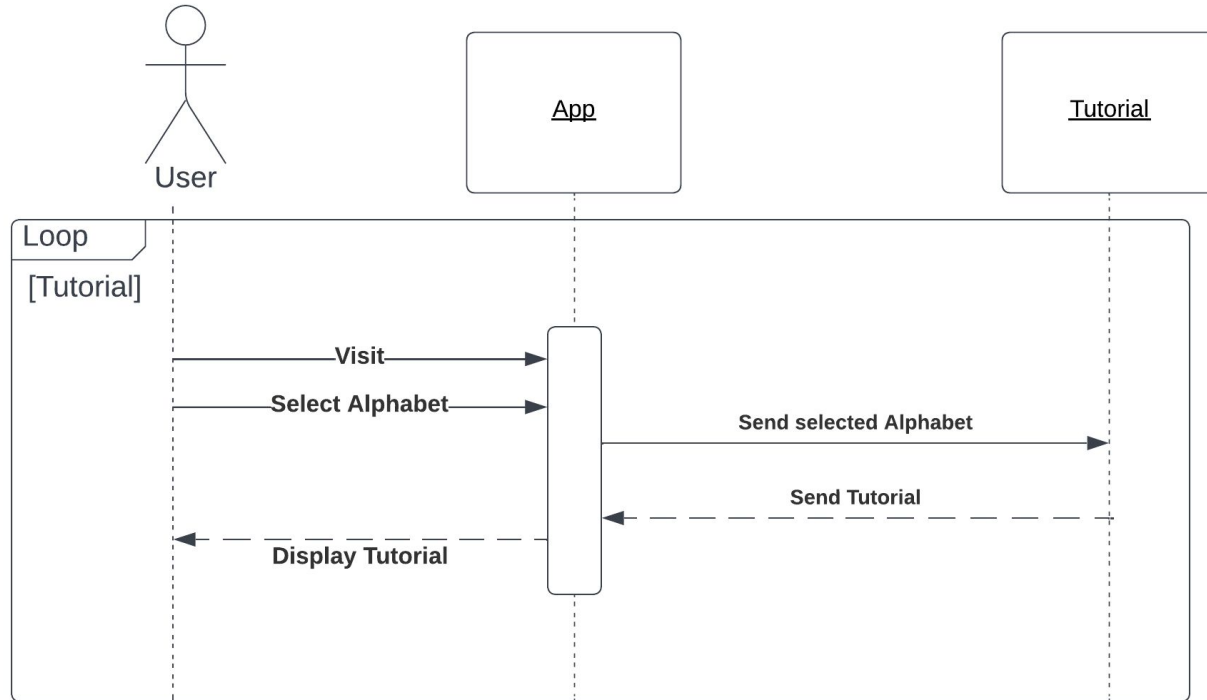 App
Tutorial
User
Loop
[Tutorial]
Visit
Select Alphabet
Send selected Alphabet
Send Tutorial
Display Tutorial